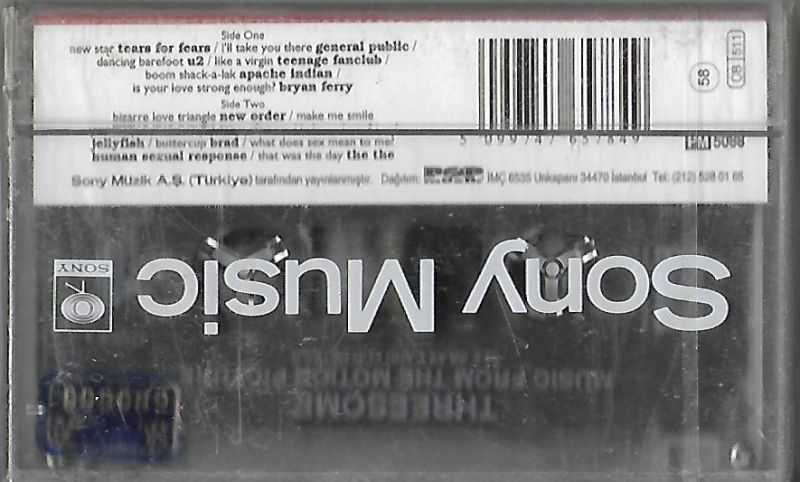 Side One
new star tears for fears / i'll take you there general public /
dancing barefoot u2 / like a virgin teenage fanclub /
boom shack-a-lak apache indian /
is your love strong enough? bryan ferry
Side Two
bizarre love triangle new order / make me smile
jellyfish / buttercup brad / what does sex mean to me?
human sexual response / that was the day the the
Sony Müzik A.Ş. (Türkiye) tarafından yayınlanmıştır. Dağıtım: İMÇ 6535 Unkapanı 34470 İstanbul Tel: (212) 528 01 65
5 099747 657849
58
CB 511
PM 5098
SONY
Sony Music
THREESOME
MUSIC FROM THE MOTION PICTURE